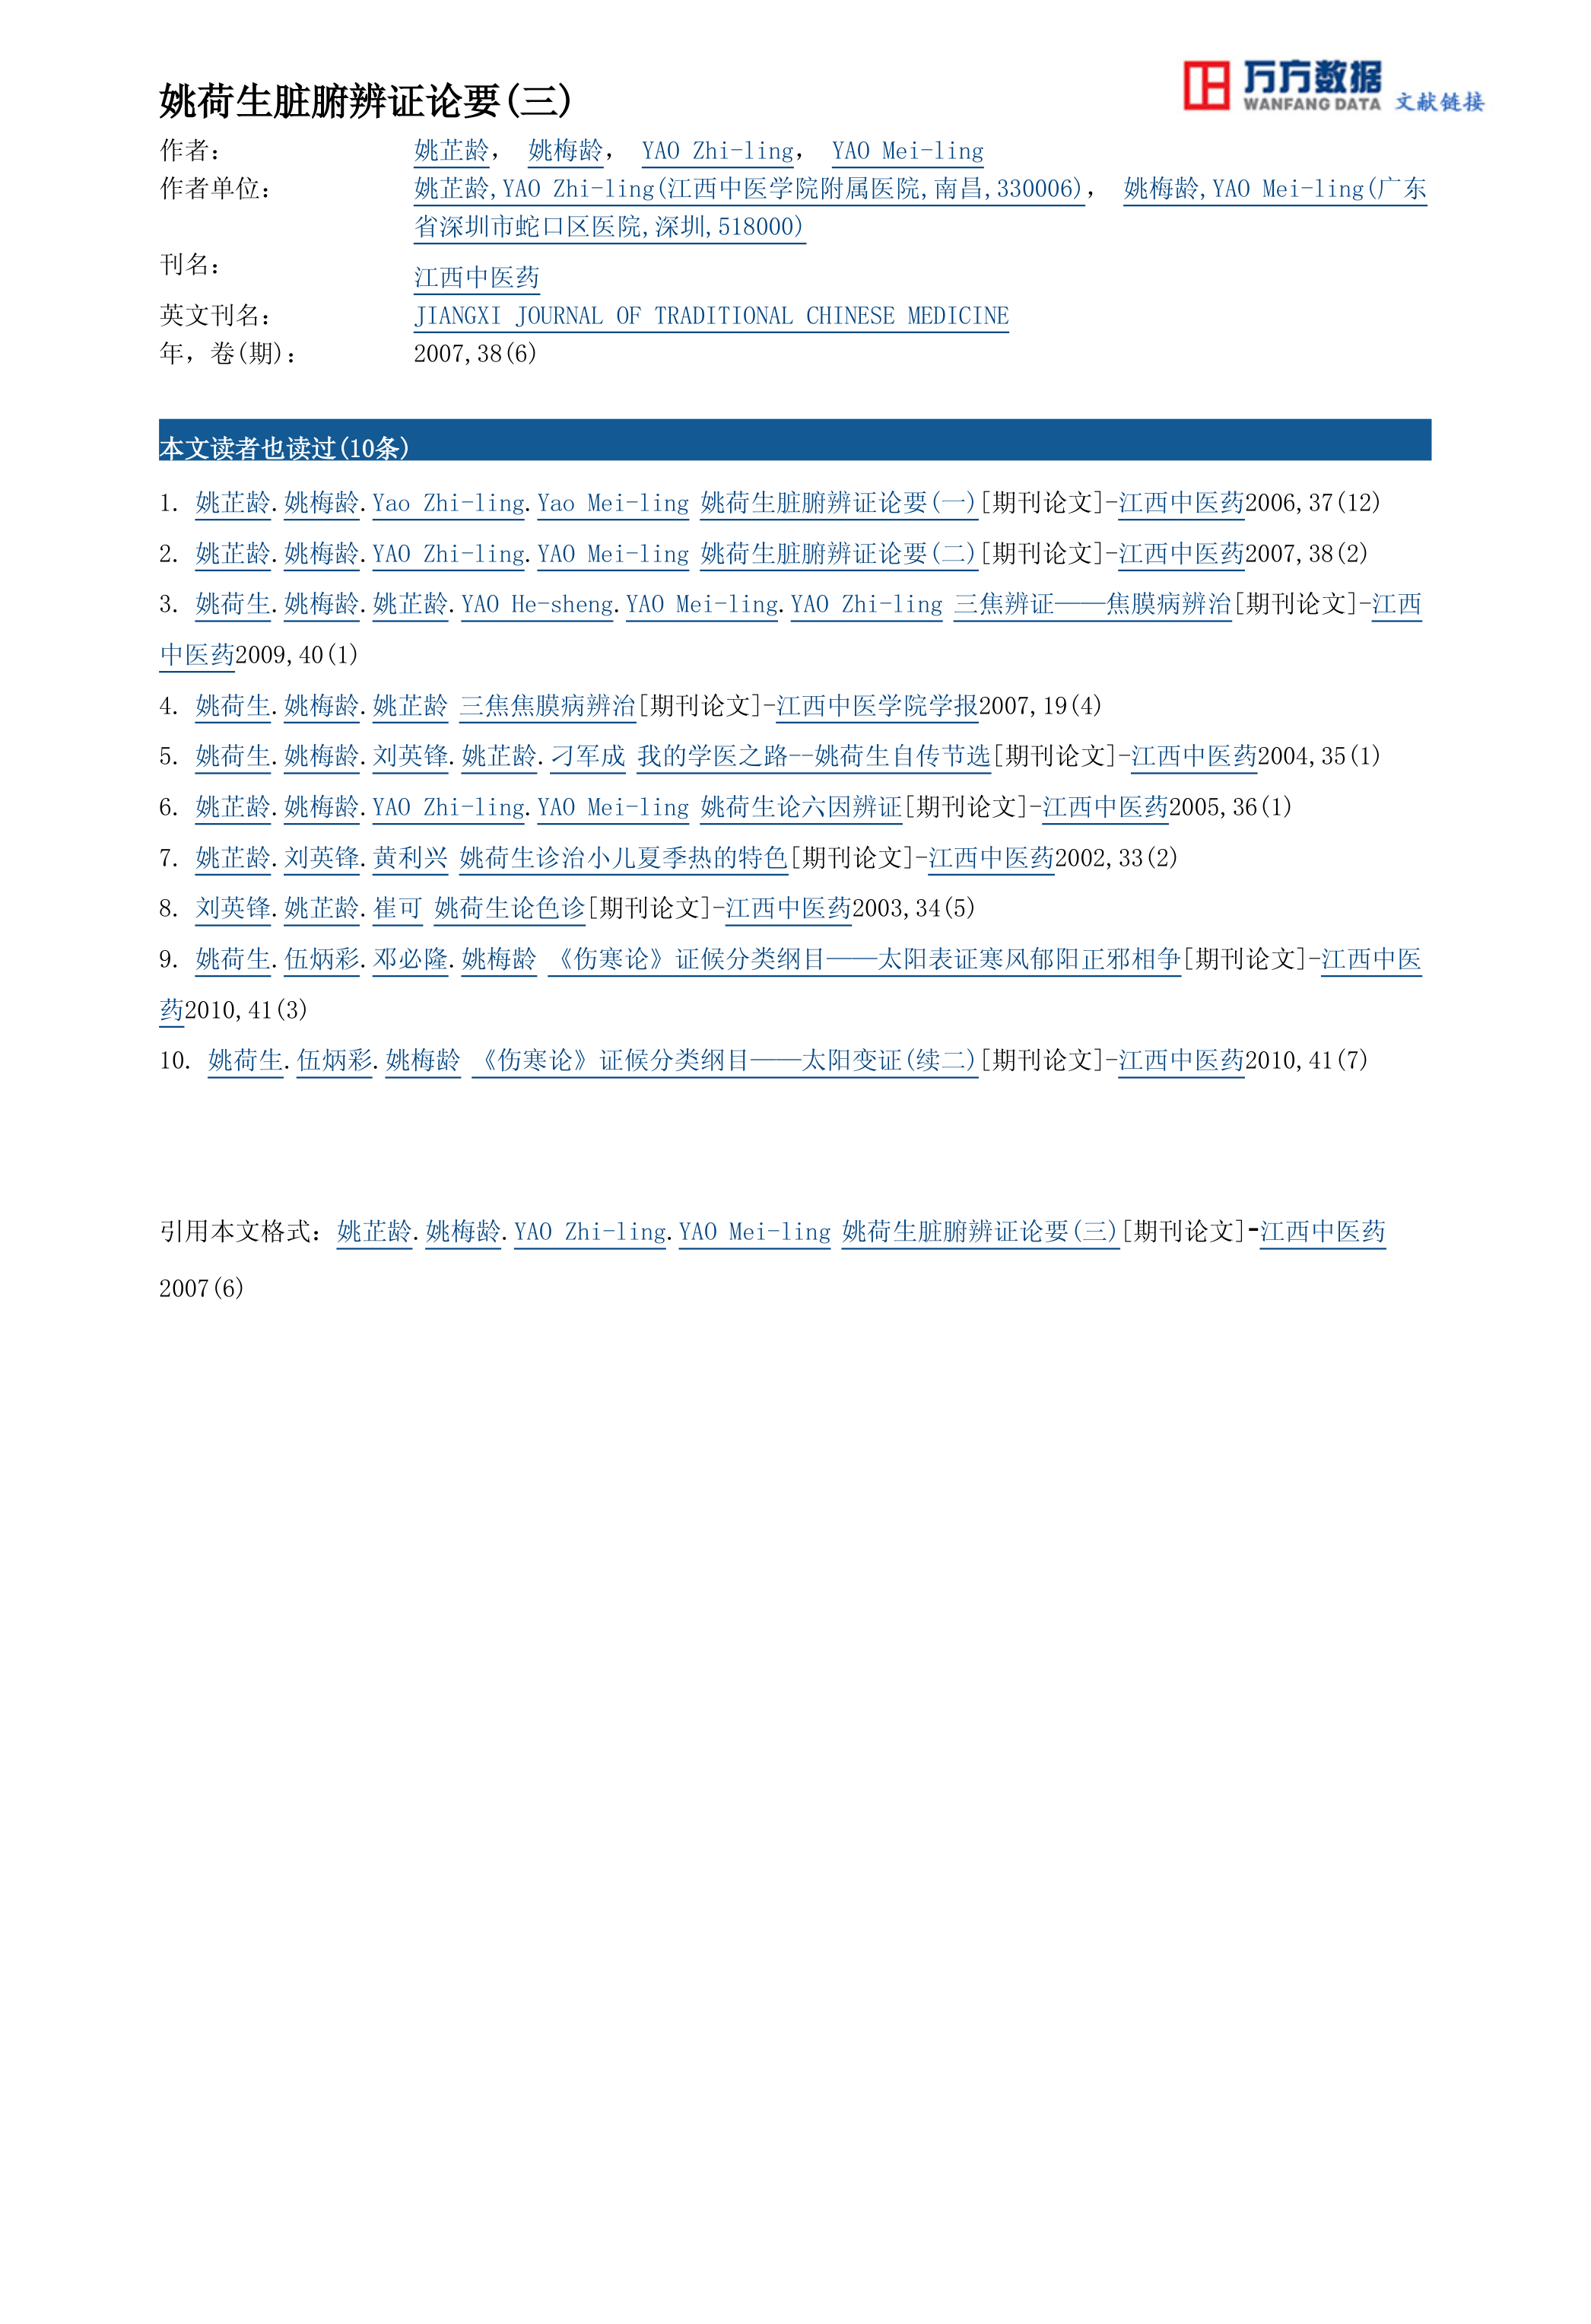 姚荷生脏腑辨证论要(三)
万方数据
WANFANG DATA 文献链接
作者： 姚芷龄， 姚梅龄， YAO Zhi-ling， YAO Mei-ling
作者单位： 姚芷龄,YAO Zhi-ling(江西中医学院附属医院,南昌,330006)， 姚梅龄,YAO Mei-ling(广东
省深圳市蛇口区医院,深圳,518000)
刊名： 江西中医药
英文刊名： JIANGXI JOURNAL OF TRADITIONAL CHINESE MEDICINE
年，卷(期)： 2007,38(6)
本文读者也读过(10条)
1. 姚芷龄.姚梅龄.Yao Zhi-ling.Yao Mei-ling 姚荷生脏腑辨证论要(一)[期刊论文]-江西中医药2006,37(12)
2. 姚芷龄.姚梅龄.YAO Zhi-ling.YAO Mei-ling 姚荷生脏腑辨证论要(二)[期刊论文]-江西中医药2007,38(2)
3. 姚荷生.姚梅龄.姚芷龄.YAO He-sheng.YAO Mei-ling.YAO Zhi-ling 三焦辨证——焦膜病辨治[期刊论文]-江西
中医药2009,40(1)
4. 姚荷生.姚梅龄.姚芷龄 三焦焦膜病辨治[期刊论文]-江西中医学院学报2007,19(4)
5. 姚荷生.姚梅龄.刘英锋.姚芷龄.刁军成 我的学医之路--姚荷生自传节选[期刊论文]-江西中医药2004,35(1)
6. 姚芷龄.姚梅龄.YAO Zhi-ling.YAO Mei-ling 姚荷生论六因辨证[期刊论文]-江西中医药2005,36(1)
7. 姚芷龄.刘英锋.黄利兴 姚荷生诊治小儿夏季热的特色[期刊论文]-江西中医药2002,33(2)
8. 刘英锋.姚芷龄.崔可 姚荷生论色诊[期刊论文]-江西中医药2003,34(5)
9. 姚荷生.伍炳彩.邓必隆.姚梅龄 《伤寒论》证候分类纲目——太阳表证寒风郁阳正邪相争[期刊论文]-江西中医
药2010,41(3)
10. 姚荷生.伍炳彩.姚梅龄 《伤寒论》证候分类纲目——太阳变证(续二)[期刊论文]-江西中医药2010,41(7)
引用本文格式：姚芷龄.姚梅龄.YAO Zhi-ling.YAO Mei-ling 姚荷生脏腑辨证论要(三)[期刊论文]-江西中医药
2007(6)